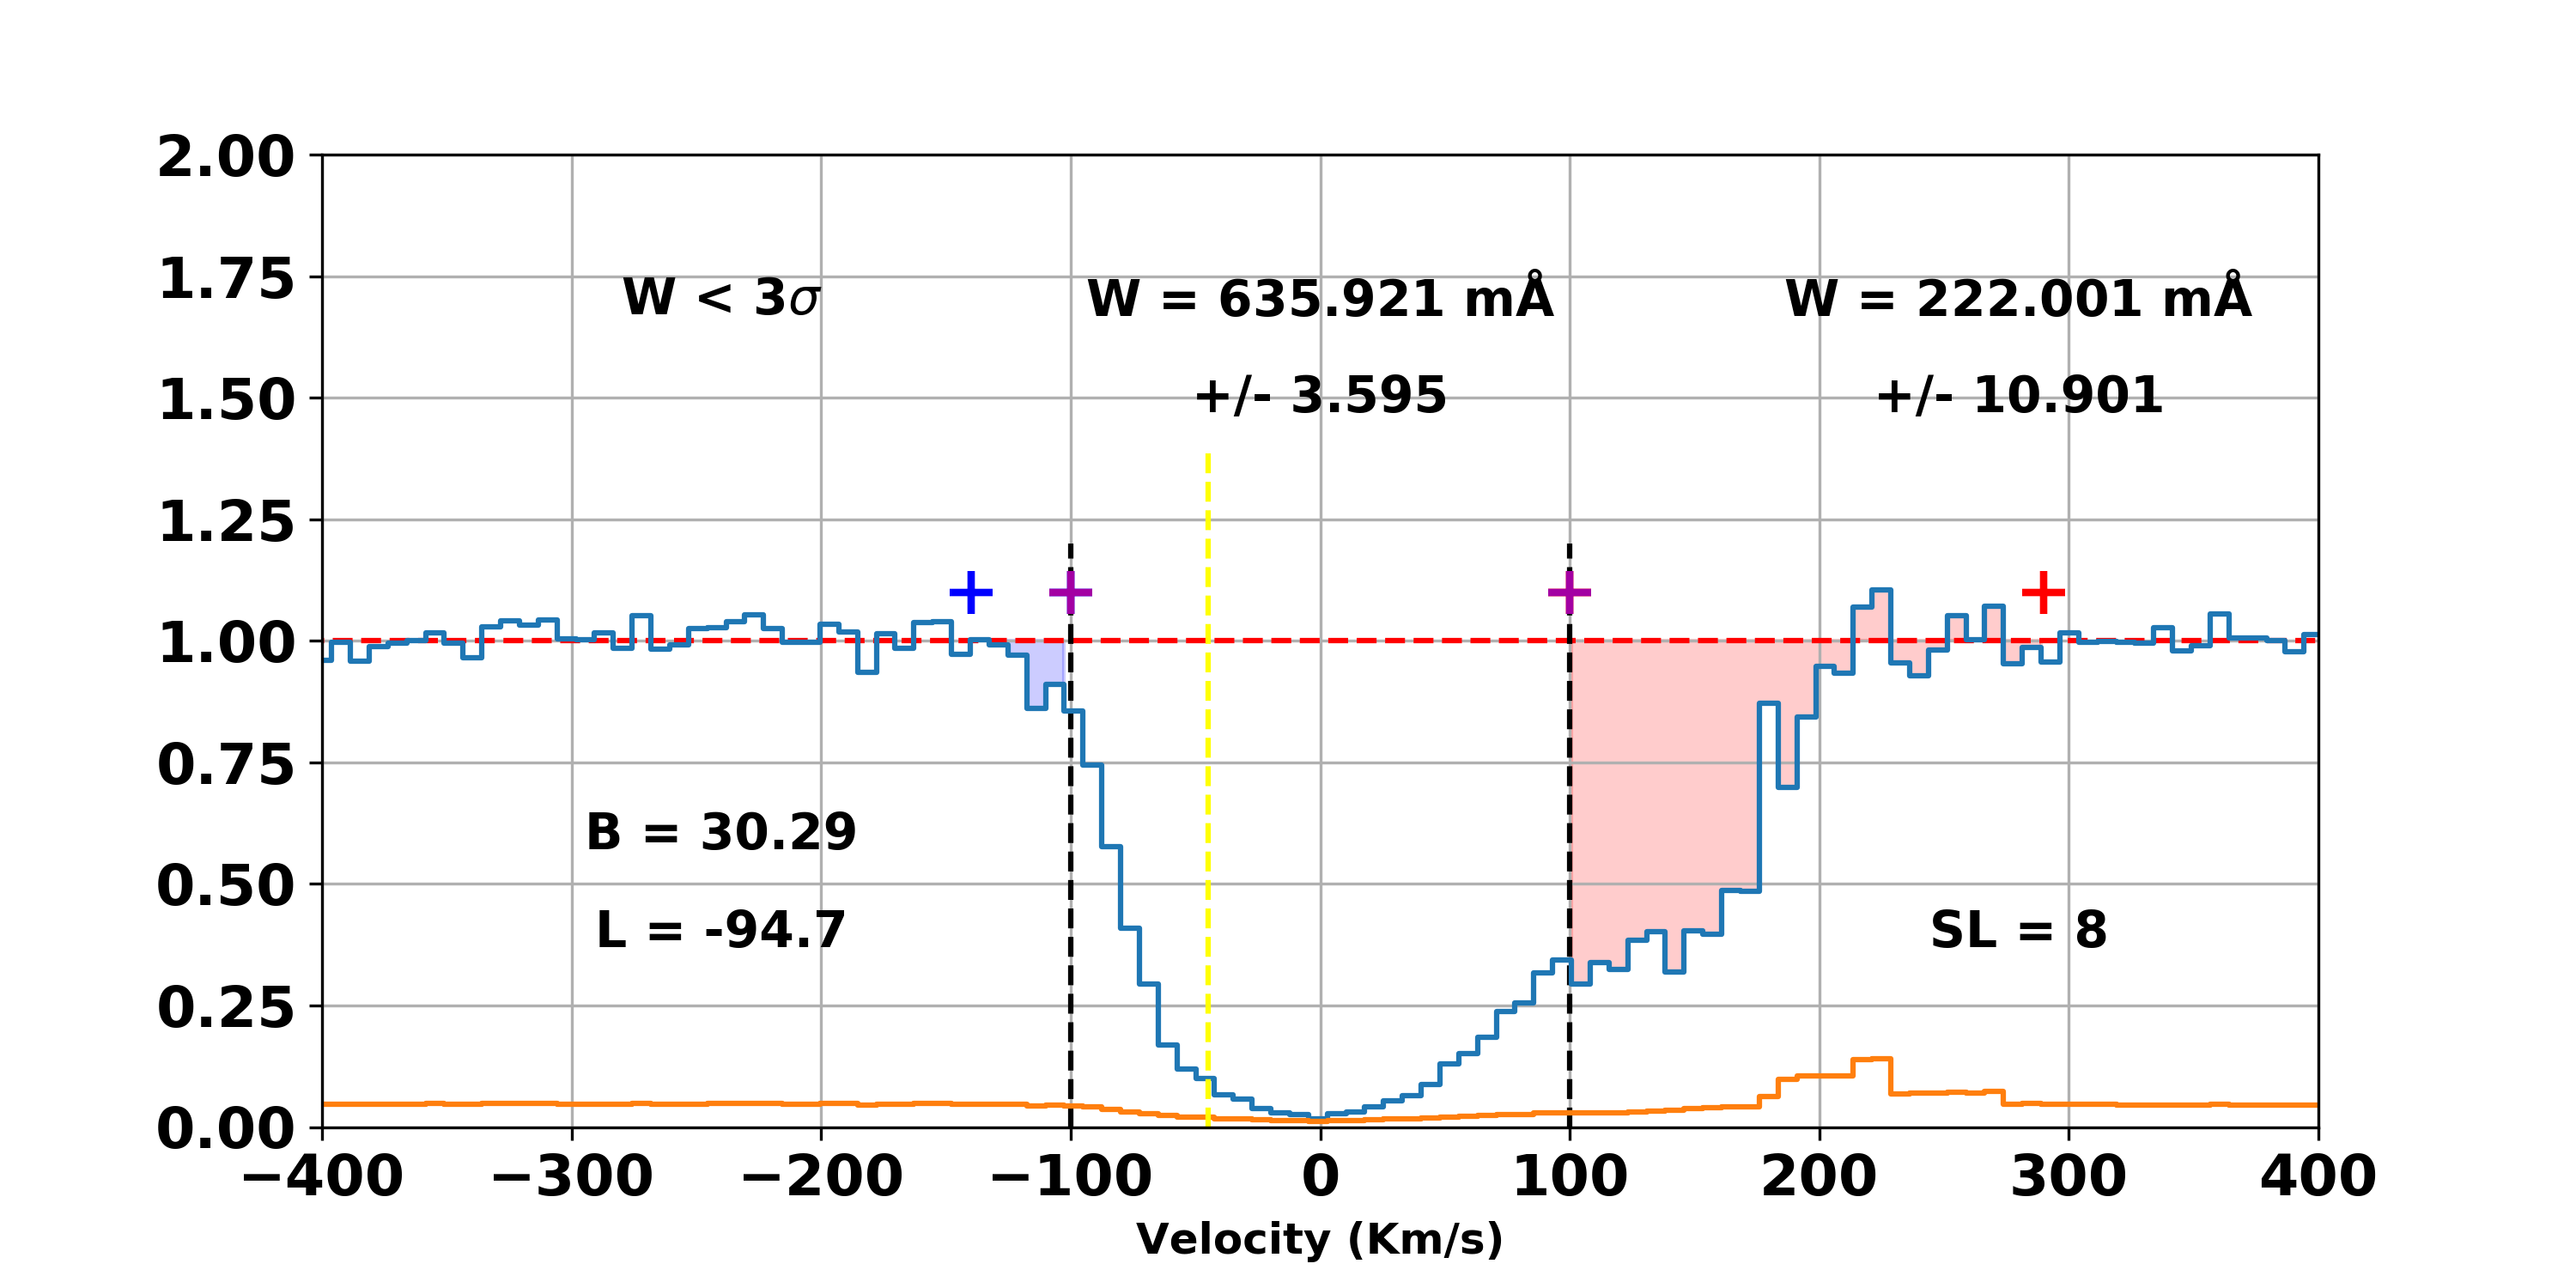 2.00
1.75
1.50
1.25
1.00
0.75
0.50
0.25
0.00
W < 3σ
W = 635.921 mÅ
+/- 3.595
W = 222.001 mÅ
+/- 10.901
B = 30.29
L = -94.7
SL = 8
−400 −300 −200 −100 0 100 200 300 400
Velocity (Km/s)